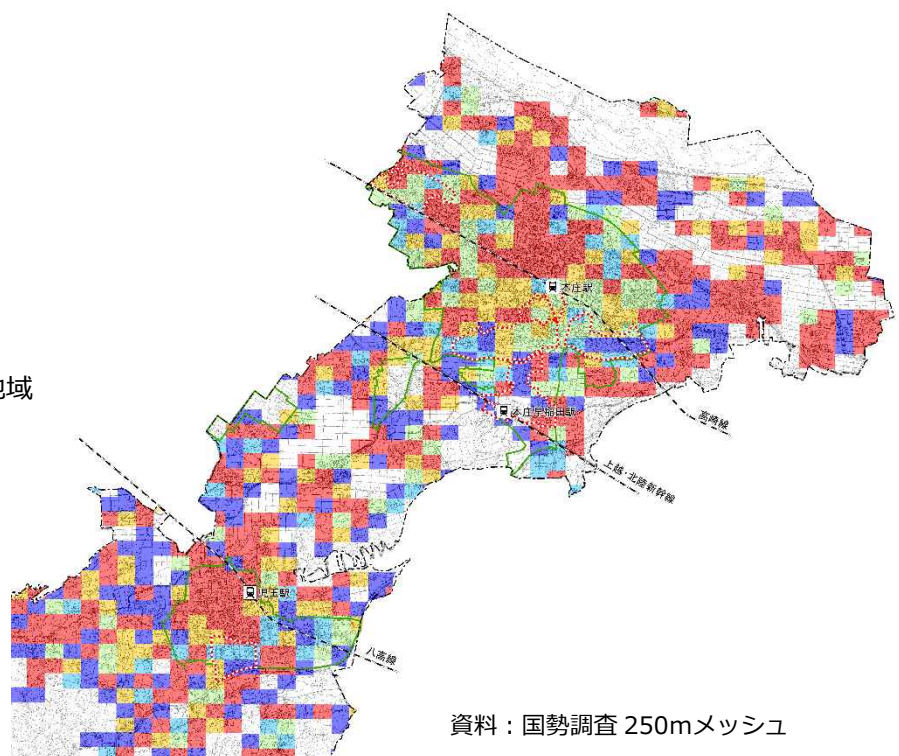 本庄駅
地域
本庄早稲田駅
高崎線
上越・北陸新幹線
児玉駅
八高線
資料：国勢調査 250mメッシュ